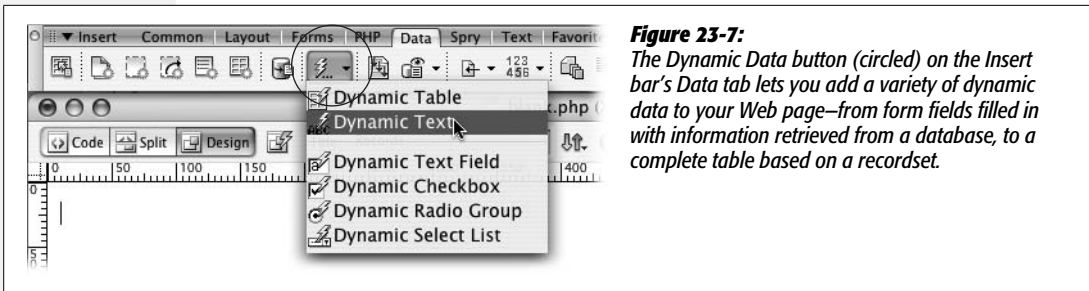 Insert Common Layout Forms PHP Data Spry Text
Dynamic Table
.php
Dynamic Text
Code Split Design
Dynamic Text Field
0 50 100 150 400
Dynamic Checkbox
0
Dynamic Radio Group
Dynamic Select List
5
Figure 23-7:
The Dynamic Data button (circled) on the Insert
bar's Data tab lets you add a variety of dynamic
data to your Web page—from form fields filled in
with information retrieved from a database, to a
complete table based on a recordset.